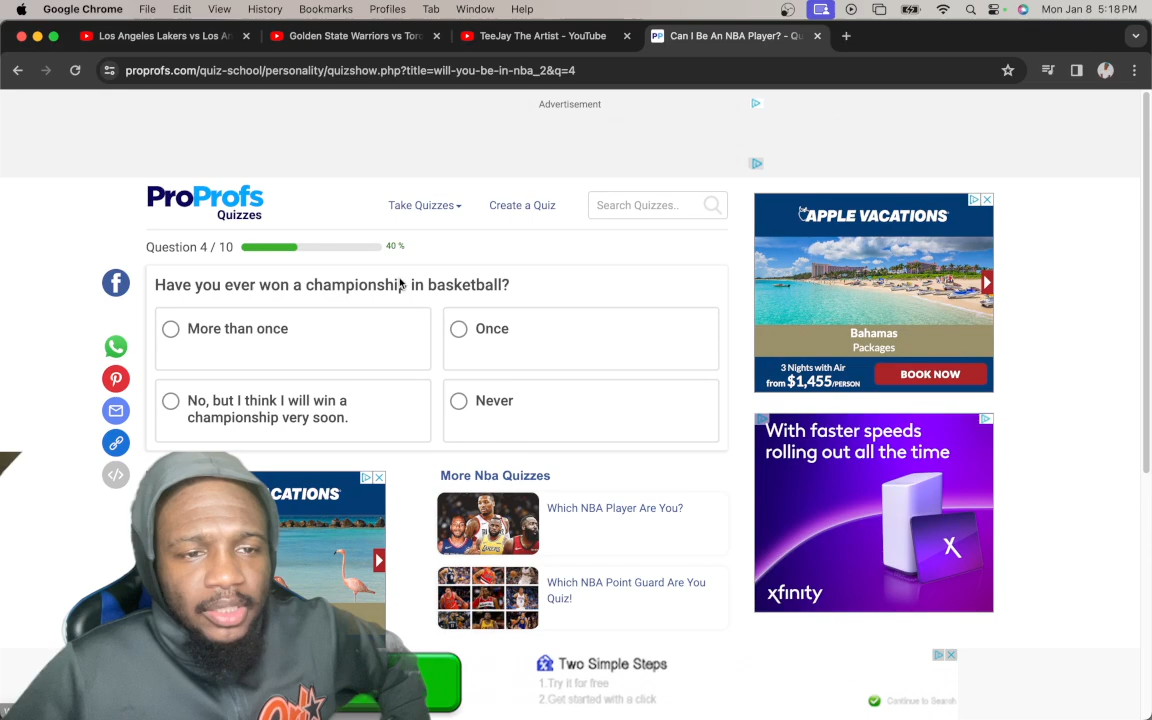 Google Chrome File Edit View History Bookmarks Profiles Tab Window Help Mon Jan 8 5:18 PM
Los Angeles Lakers vs Los An Golden State Warriors vs Toro TeeJay The Artist - YouTube Can I Be An NBA Player? - Qu
proprofs.com/quiz-school/personality/quizshow.php?title=will-you-be-in-nba_2&q=4
Advertisement
ProProfs
Quizzes
Take Quizzes Create a Quiz Search Quizzes..
Question 4 / 10 40 %
Have you ever won a championship in basketball?
More than once
Once
No, but I think I will win a
championship very soon.
Never
APPLE VACATIONS
Bahamas
Packages
3 Nights with Air
from $1,455/PERSON
BOOK NOW
With faster speeds
rolling out all the time
X
xfinity
CATIONS
More Nba Quizzes
Which NBA Player Are You?
Which NBA Point Guard Are You
Quiz!
Two Simple Steps
1.Try it for free
2.Get started with a click
Continue to Search